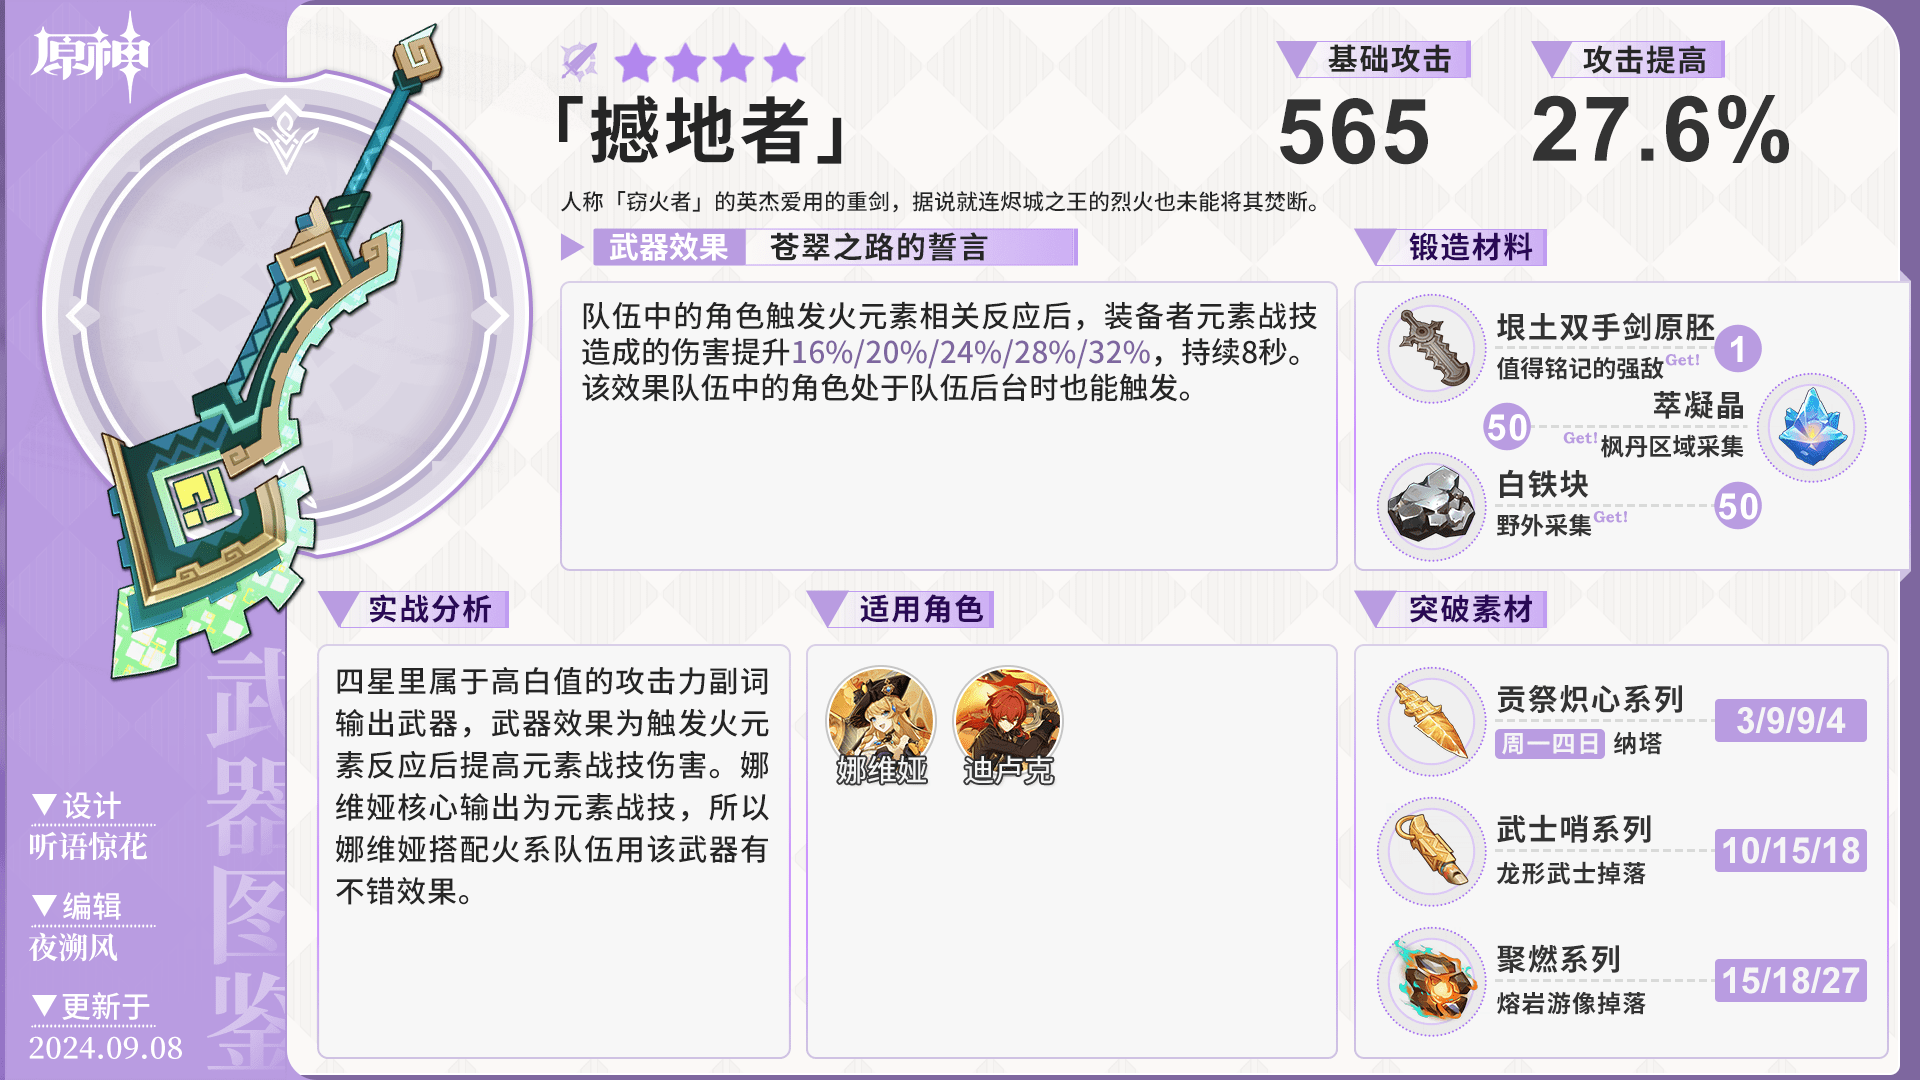 原神
「撼地者」
基础攻击
565
攻击提高
27.6%
人称「窃火者」的英杰爱用的重剑，据说就连烬城之王的烈火也未能将其焚断。
武器效果 苍翠之路的誓言
队伍中的角色触发火元素相关反应后，装备者元素战技
造成的伤害提升16%/20%/24%/28%/32%，持续8秒。
该效果队伍中的角色处于队伍后台时也能触发。
锻造材料
垠土双手剑原胚
1
值得铭记的强敌Get!
萃凝晶
50
Get!枫丹区域采集
白铁块
50
野外采集Get!
实战分析
四星里属于高白值的攻击力副词
输出武器，武器效果为触发火元
素反应后提高元素战技伤害。娜
维娅核心输出为元素战技，所以
娜维娅搭配火系队伍用该武器有
不错效果。
适用角色
娜维娅
迪卢克
突破素材
贡祭炽心系列
3/9/9/4
周一四日 纳塔
武士哨系列
10/15/18
龙形武士掉落
聚燃系列
15/18/27
熔岩游像掉落
武器图鉴
▼设计
听语惊花
▼编辑
夜溯风
▼更新于
2024.09.08